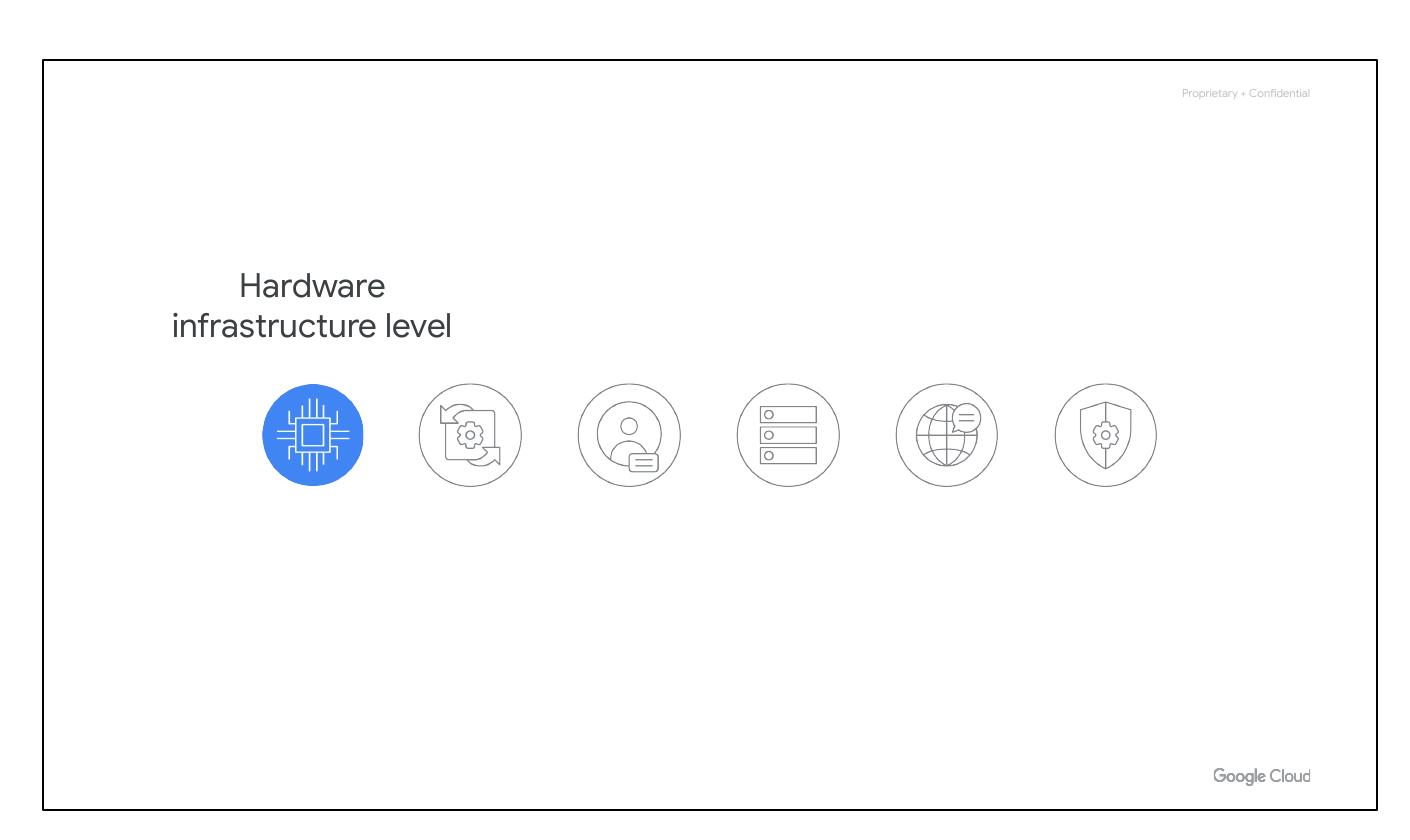 Proprietary + Confidential
Hardware
infrastructure level
Google Cloud